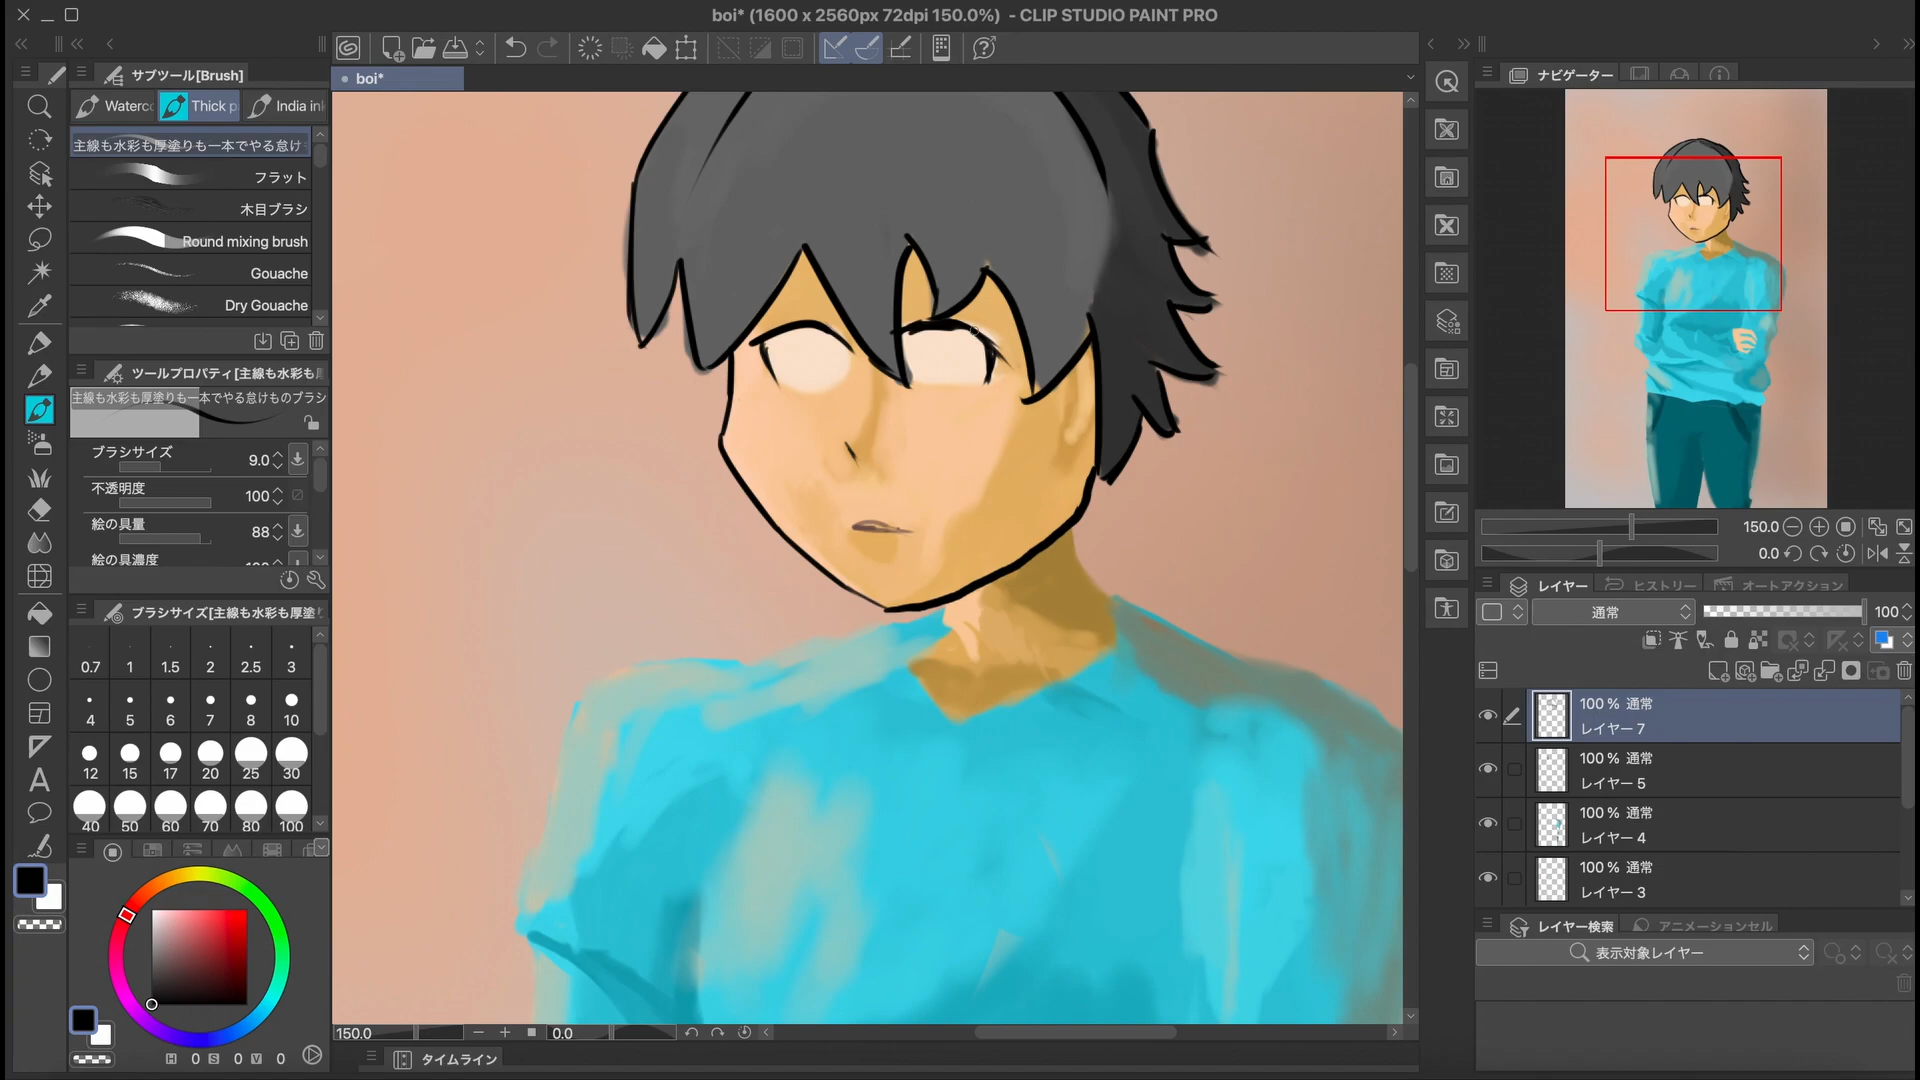 boi* (1600 x 2560px 72dpi 150.0%) - CLIP STUDIO PAINT PRO
サブツール[Brush]
Thick p
India in
主線も水彩も厚塗りも一本でやる怠け
フラット
木目ブラシ
Round mixing brush
Gouache
Dry Gouache
ツールプロパティ[主線も水彩も
主線も水彩も厚塗りも一本でやる怠けものブラシ
ブラシサイズ 9.0
不透明度 100
絵の具量 88
絵の具濃度
ブラシサイズ[主線も水彩も厚塗
0.7 1 1.5 2 2.5 3
4 5 6 7 8 10
12 15 17 20 25 30
40 50 60 70 80 100
H 0 S 0 V 0
boi*
150.0 0.0
タイムライン
ナビゲーター
150.0
0.0
レイヤー ヒストリー オートアクション
通常 100
100 % 通常
レイヤー 7
100 % 通常
レイヤー 5
100 % 通常
レイヤー 4
100 % 通常
レイヤー 3
レイヤー検索 アニメーションセル
表示対象レイヤー
A